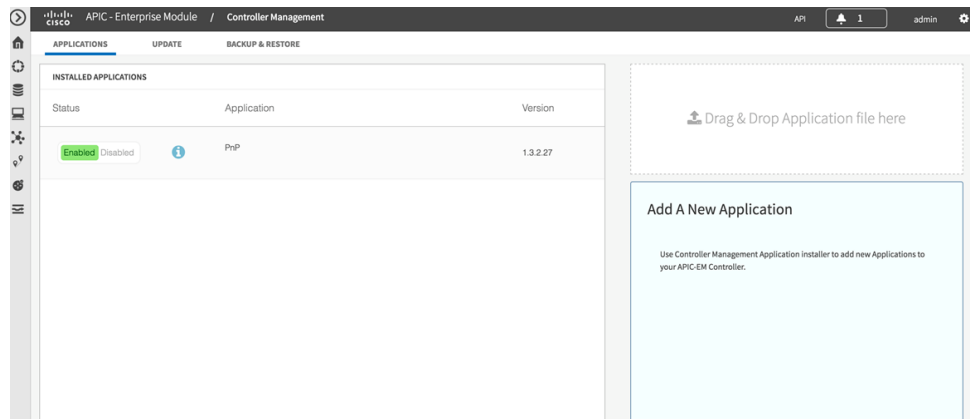 CISCO APIC - Enterprise Module / Controller Management API 1 admin
APPLICATIONS UPDATE BACKUP & RESTORE
INSTALLED APPLICATIONS
Status Application Version
Enabled Disabled PnP 1.3.2.27
Drag & Drop Application file here
Add A New Application
Use Controller Management Application installer to add new Applications to
your APIC-EM Controller.